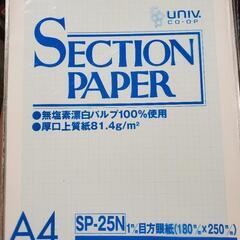 UNIV.
CO-OP
SECTION
PAPER
●無塩素漂白パルプ100%使用
●厚口上質紙81.4g/m²
A4
SP-25N
1㎜目方眼紙(180㎜×250㎜)